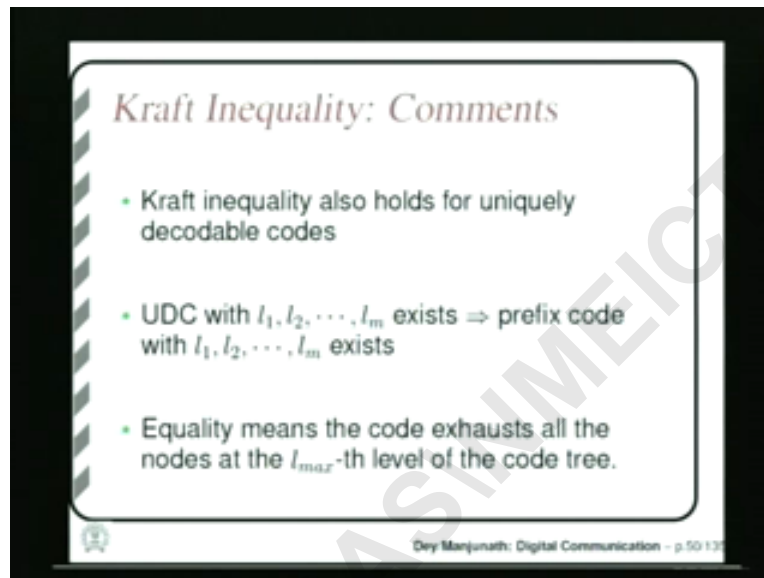 Kraft Inequality: Comments
• Kraft inequality also holds for uniquely
decodable codes
• UDC with l₁, l₂, ⋯, lₘ exists ⇒ prefix code
with l₁, l₂, ⋯, lₘ exists
• Equality means the code exhausts all the
nodes at the lₘₐₓ-th level of the code tree.
Dey Manjunath: Digital Communication - p.50/135